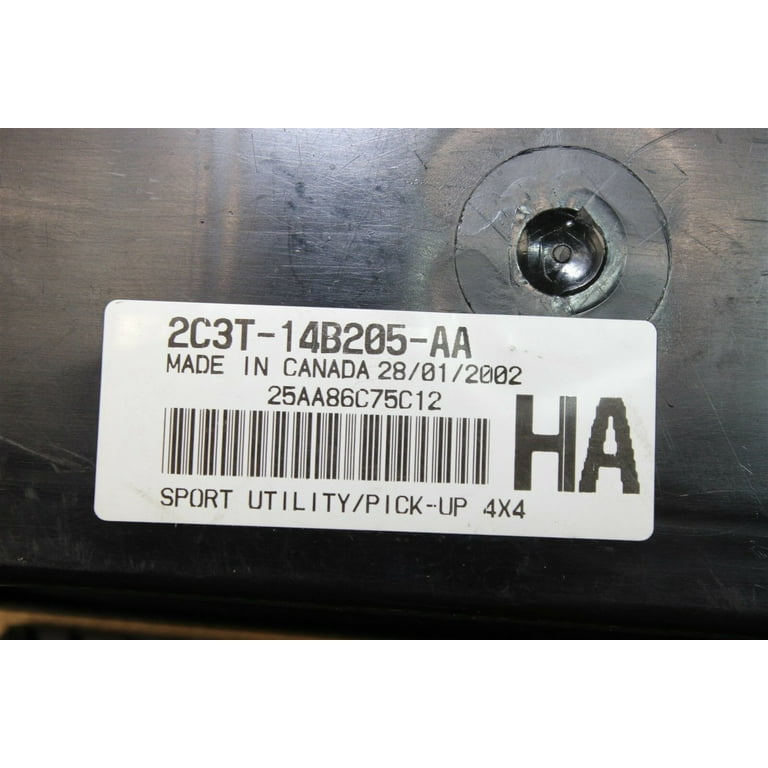 2C3T-14B205-AA
MADE IN CANADA 28/01/2002
25AA86C75C12
HA
SPORT UTILITY/PICK-UP 4X4